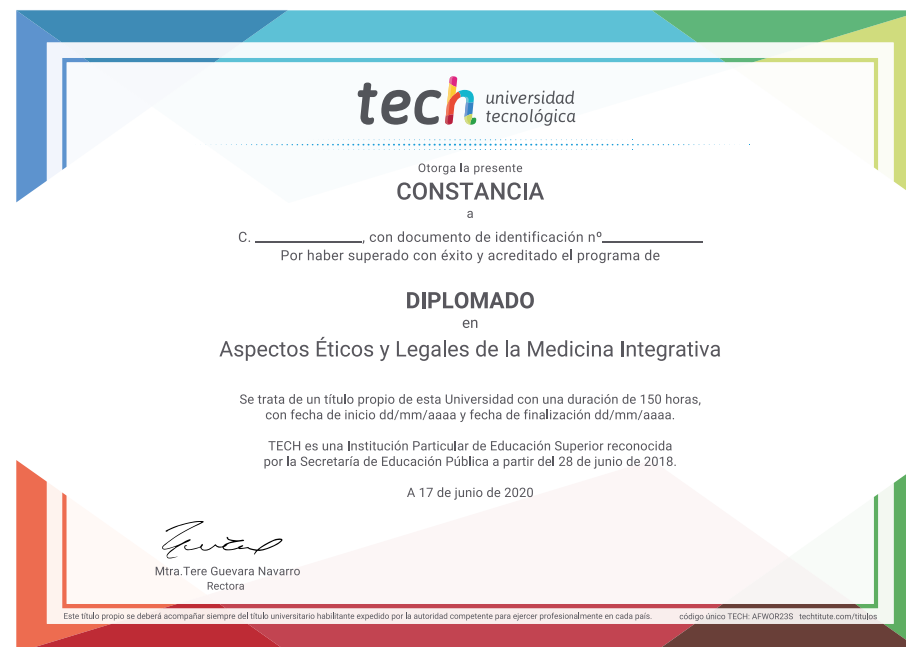 tech universidad
tecnológica
Otorga la presente
CONSTANCIA
a
C. ____________, con documento de identificación nº____________
Por haber superado con éxito y acreditado el programa de
DIPLOMADO
en
Aspectos Éticos y Legales de la Medicina Integrativa
Se trata de un título propio de esta Universidad con una duración de 150 horas,
con fecha de inicio dd/mm/aaaa y fecha de finalización dd/mm/aaaa.
TECH es una Institución Particular de Educación Superior reconocida
por la Secretaría de Educación Pública a partir del 28 de junio de 2018.
A 17 de junio de 2020
Mtra.Tere Guevara Navarro
Rectora
Este título propio se deberá acompañar siempre del título universitario habilitante expedido por la autoridad competente para ejercer profesionalmente en cada país. código único TECH: AFWOR23S techtitute.com/titulos